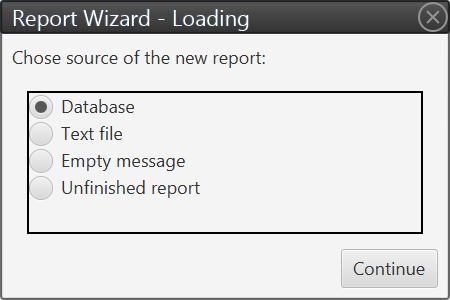 Report Wizard - Loading
Chose source of the new report:
Database
Text file
Empty message
Unfinished report
Continue